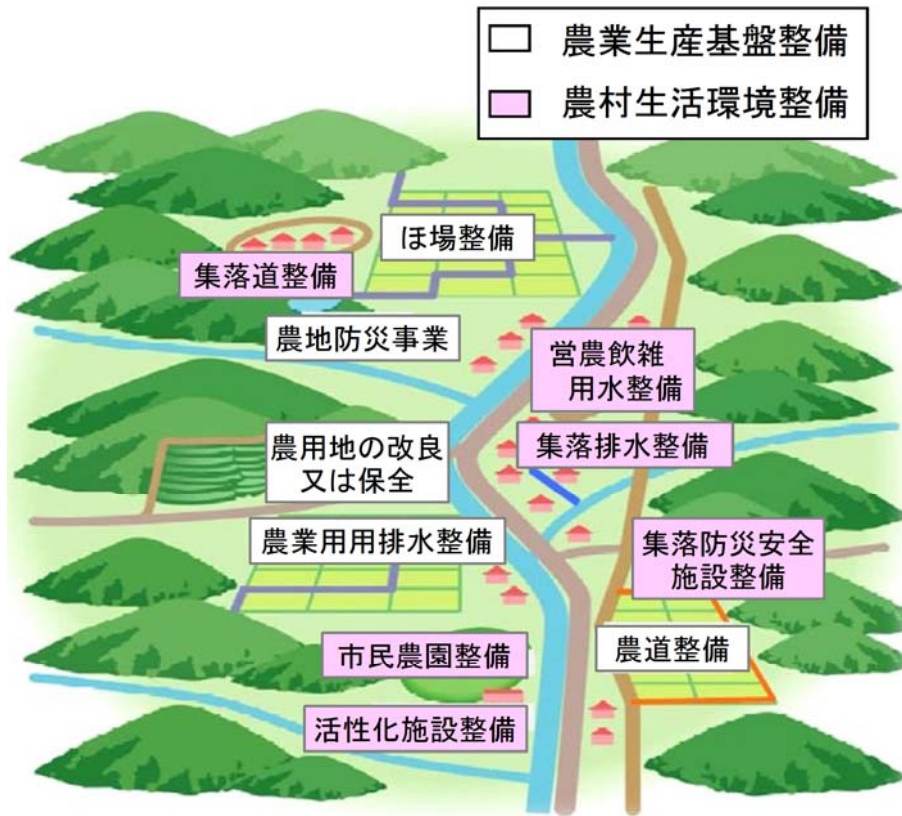 農業生産基盤整備
農村生活環境整備
ほ場整備
集落道整備
農地防災事業
営農飲雑
用水整備
農用地の改良
又は保全
集落排水整備
農業用用排水整備
集落防災安全
施設整備
市民農園整備
農道整備
活性化施設整備